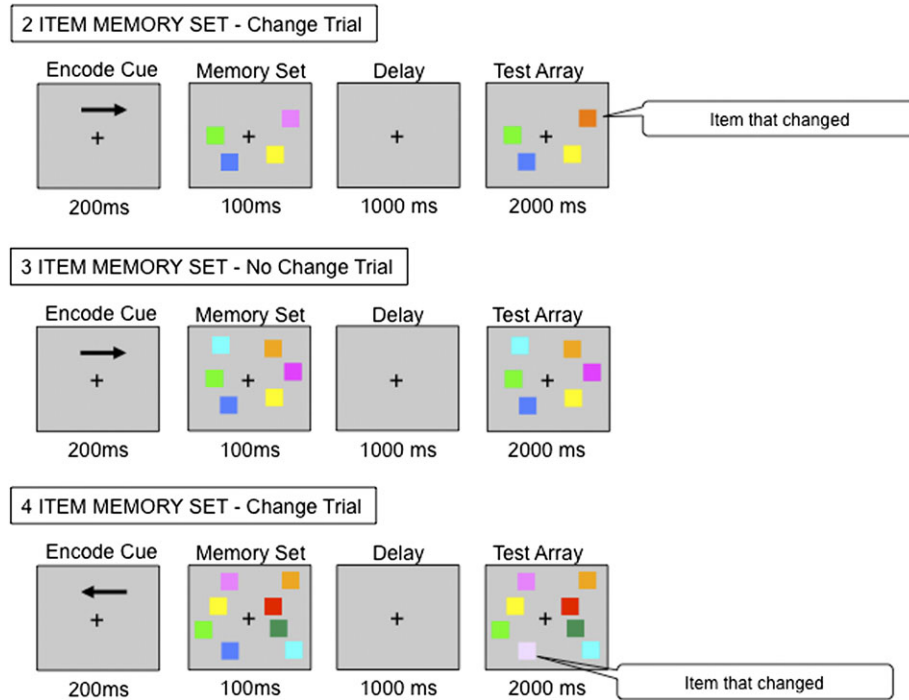 2 ITEM MEMORY SET - Change Trial
Encode Cue Memory Set Delay Test Array
Item that changed
200ms 100ms 1000 ms 2000 ms
3 ITEM MEMORY SET - No Change Trial
Encode Cue Memory Set Delay Test Array
200ms 100ms 1000 ms 2000 ms
4 ITEM MEMORY SET - Change Trial
Encode Cue Memory Set Delay Test Array
Item that changed
200ms 100ms 1000 ms 2000 ms